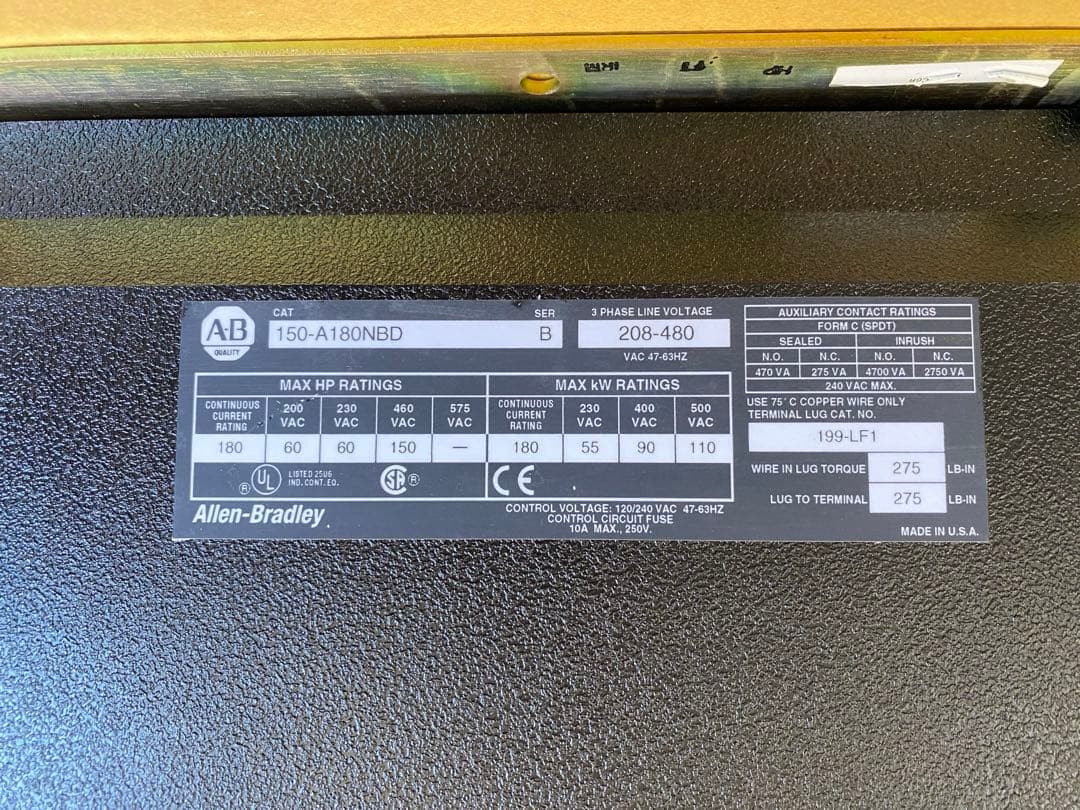 CAT
SER
150-A180NBD B
A-B
QUALITY
3 PHASE LINE VOLTAGE
208-480
VAC 47-63HZ
AUXILIARY CONTACT RATINGS
FORM C (SPDT)
SEALED INRUSH
N.O. N.C. N.O. N.C.
470 VA 275 VA 4700 VA 2750 VA
240 VAC MAX.
MAX HP RATINGS
CONTINUOUS CURRENT RATING 200 VAC 230 VAC 460 VAC 575 VAC
180 60 60 150 —
MAX kW RATINGS
CONTINUOUS CURRENT RATING 230 VAC 400 VAC 500 VAC
180 55 90 110
USE 75° C COPPER WIRE ONLY
TERMINAL LUG CAT. NO.
199-LF1
WIRE IN LUG TORQUE 275 LB-IN
LUG TO TERMINAL 275 LB-IN
UL ®
LISTED 25U6
IND. CONT. EQ.
SA ®
CE
Allen-Bradley
CONTROL VOLTAGE: 120/240 VAC 47-63HZ
CONTROL CIRCUIT FUSE
10A MAX., 250V.
MADE IN U.S.A.